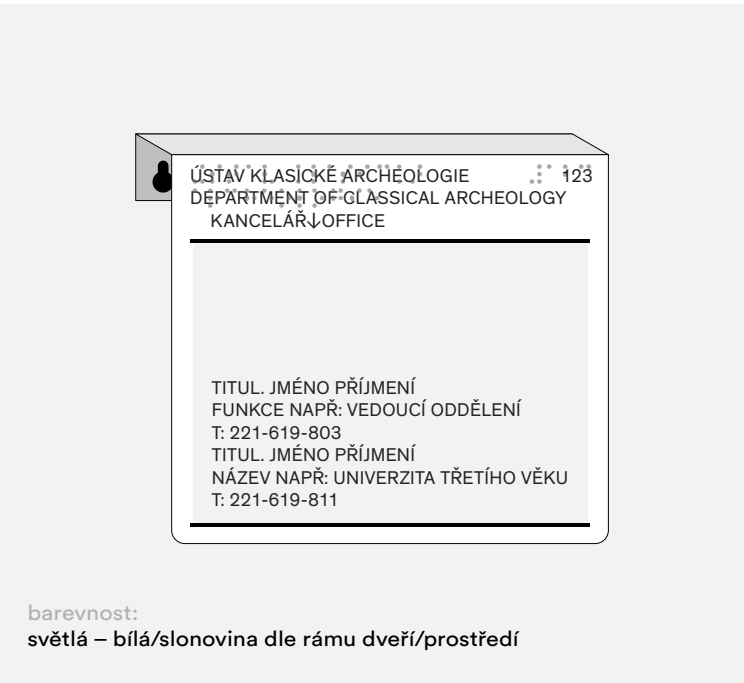 ÚSTAV KLASICKÉ ARCHEOLOGIE 123
DEPARTMENT OF CLASSICAL ARCHEOLOGY
KANCELÁŘ↓OFFICE
TITUL. JMÉNO PŘÍJMENÍ
FUNKCE NAPŘ: VEDOUCÍ ODDĚLENÍ
T: 221-619-803
TITUL. JMÉNO PŘÍJMENÍ
NÁZEV NAPŘ: UNIVERZITA TŘETÍHO VĚKU
T: 221-619-811
barevnost:
světlá – bílá/slonovina dle rámu dveří/prostředí